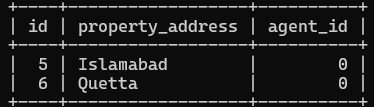 +----+------------------+----------+
| id | property_address | agent_id |
+----+------------------+----------+
| 5 | Islamabad | 0 |
| 6 | Quetta | 0 |
+----+------------------+----------+